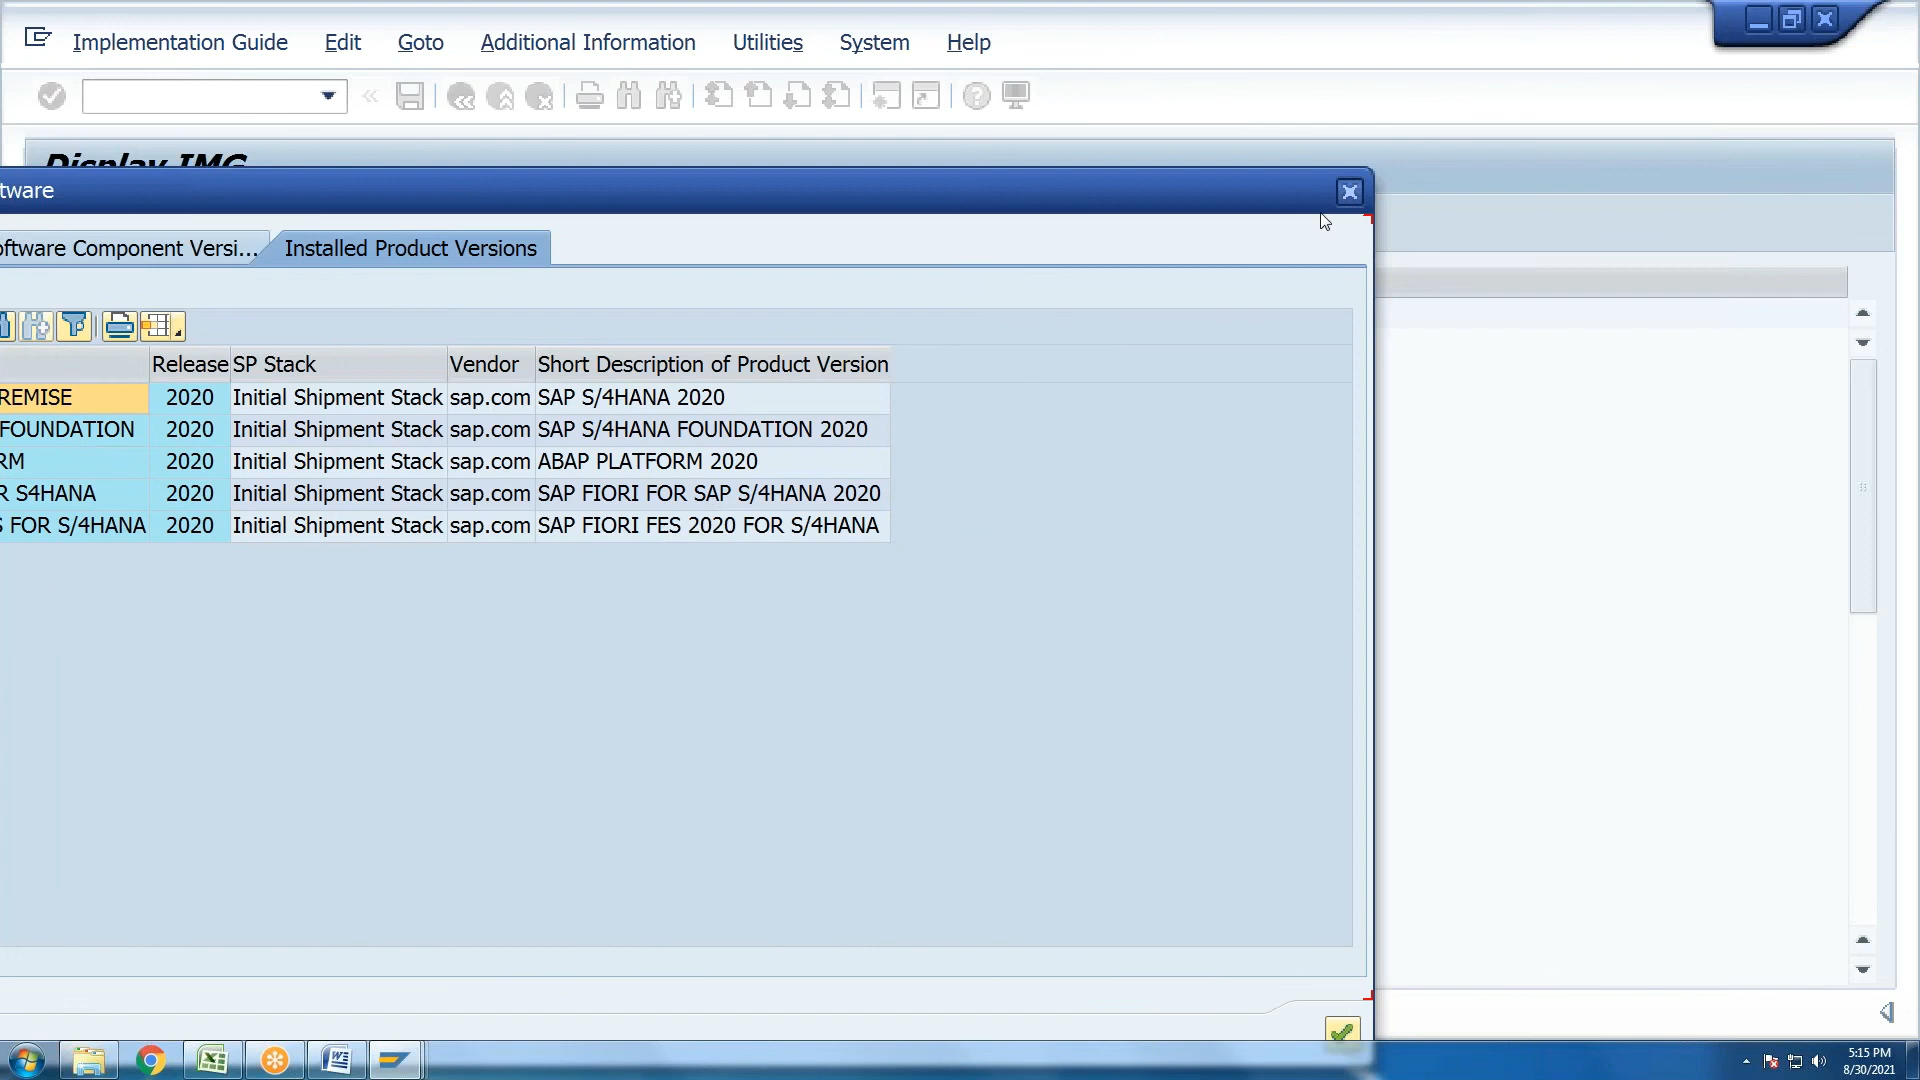 Implementation Guide Edit Goto Additional Information Utilities System Help
Display IMG
tware
oftware Component Versi... Installed Product Versions
Release SP Stack Vendor Short Description of Product Version
REMISE 2020 Initial Shipment Stack sap.com SAP S/4HANA 2020
FOUNDATION 2020 Initial Shipment Stack sap.com SAP S/4HANA FOUNDATION 2020
RM 2020 Initial Shipment Stack sap.com ABAP PLATFORM 2020
R S4HANA 2020 Initial Shipment Stack sap.com SAP FIORI FOR SAP S/4HANA 2020
S FOR S/4HANA 2020 Initial Shipment Stack sap.com SAP FIORI FES 2020 FOR S/4HANA
5:15 PM
8/30/2021